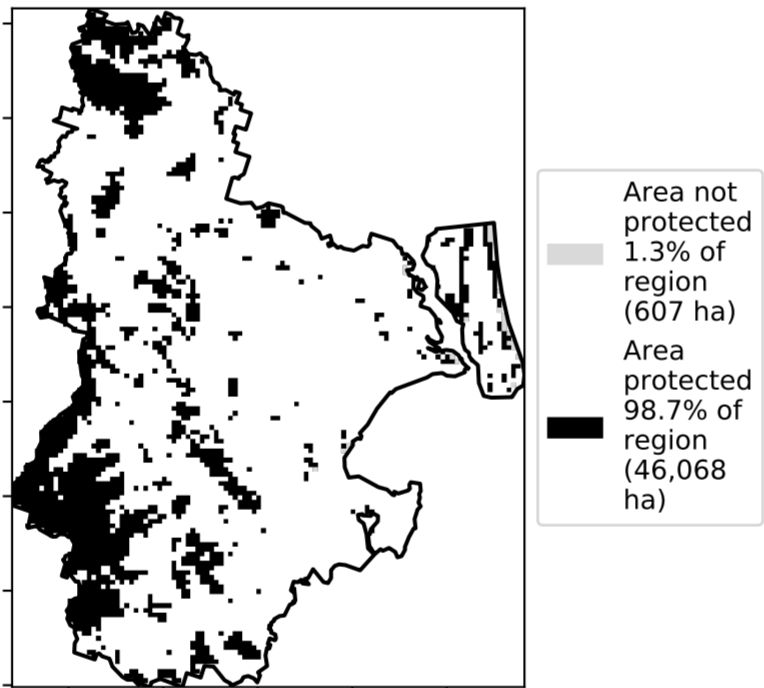 Area not
protected
1.3% of
region
(607 ha)
Area
protected
98.7% of
region
(46,068
ha)